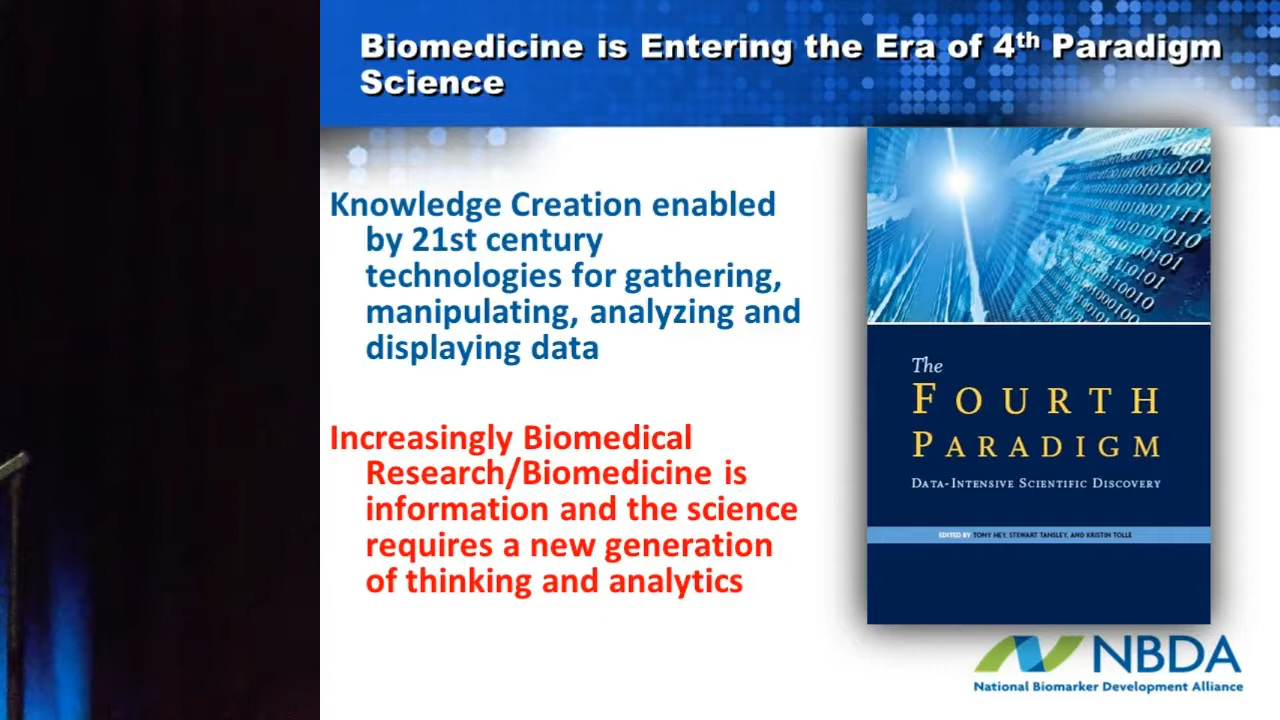 Biomedicine is Entering the Era of 4th Paradigm
Science
Knowledge Creation enabled
by 21st century
technologies for gathering,
manipulating, analyzing and
displaying data
Increasingly Biomedical
Research/Biomedicine is
information and the science
requires a new generation
of thinking and analytics
The
FOURTH
PARADIGM
DATA-INTENSIVE SCIENTIFIC DISCOVERY
EDITED BY TONY HEY, STEWART TANSLEY, AND KRISTIN TOLLE
NBDA
National Biomarker Development Alliance